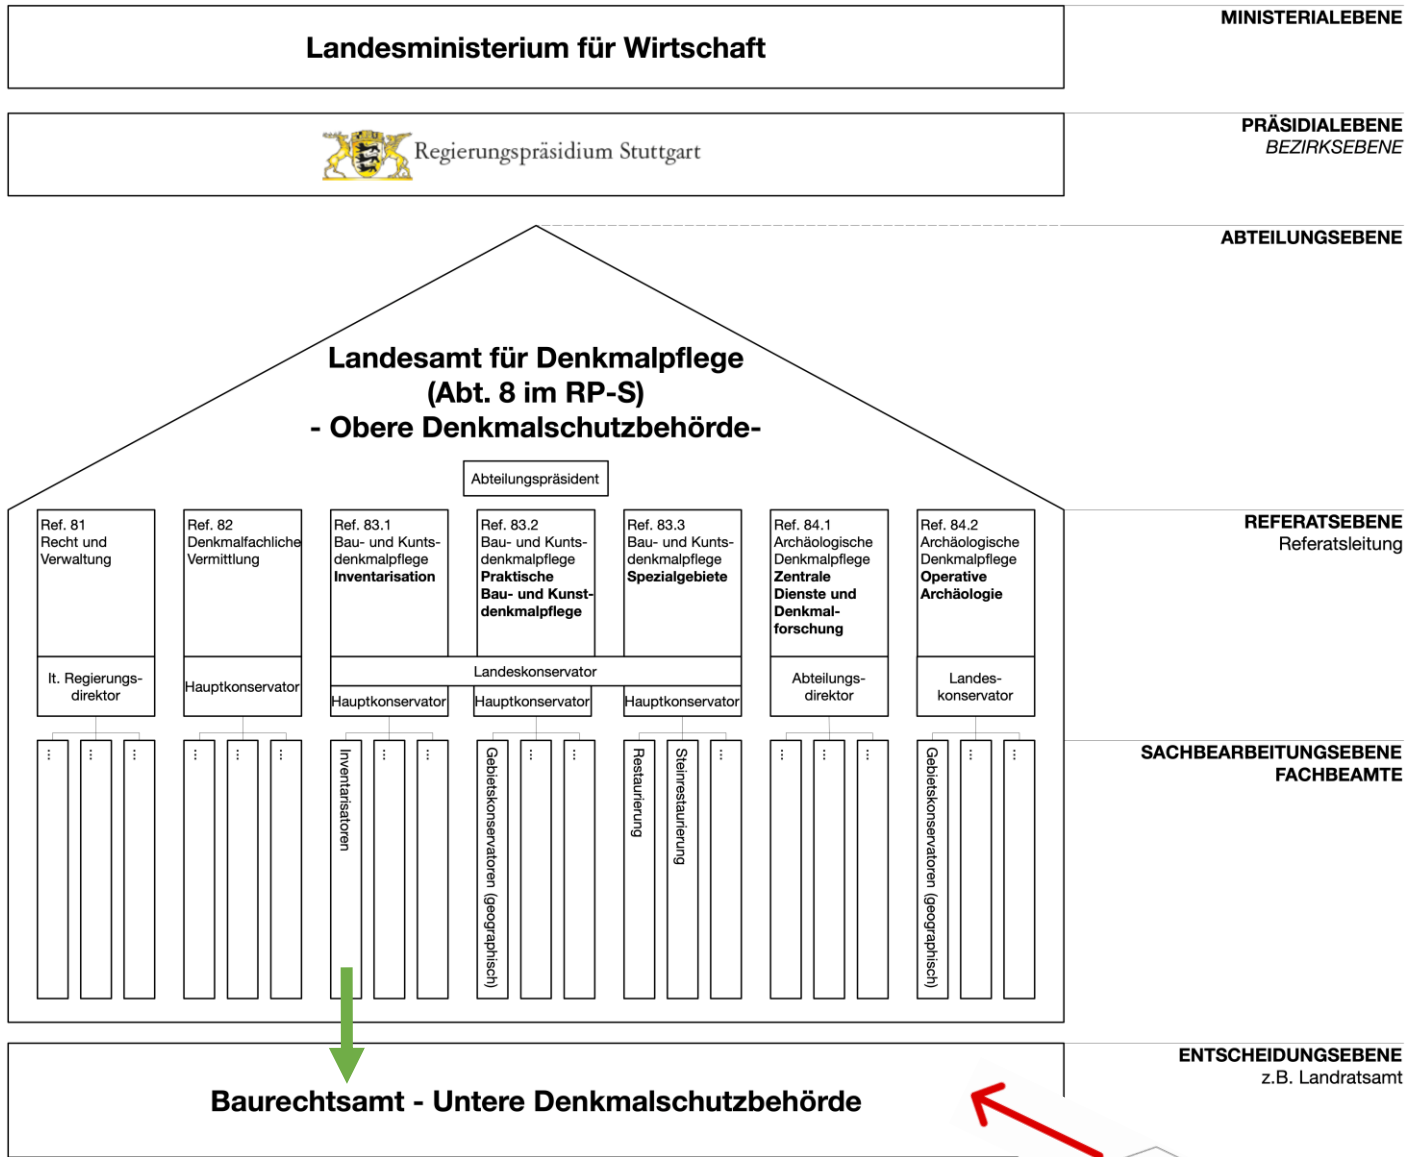 MINISTERIALEBENE
Landesministerium für Wirtschaft
PRÄSIDIALEBENE
BEZIRKSEBENE
Regierungspräsidium Stuttgart
ABTEILUNGSEBENE
Landesamt für Denkmalpflege
(Abt. 8 im RP-S)
- Obere Denkmalschutzbehörde-
Abteilungspräsident
REFERATSEBENE
Referatsleitung
Ref. 81
Recht und
Verwaltung
Ref. 82
Denkmalfachliche
Vermittlung
Ref. 83.1
Bau- und Kunts-
denkmalpflege
Inventarisation
Ref. 83.2
Bau- und Kunts-
denkmalpflege
Praktische
Bau- und Kunst-
denkmalpflege
Ref. 83.3
Bau- und Kunts-
denkmalpflege
Spezialgebiete
Ref. 84.1
Archäologische
Denkmalpflege
Zentrale
Dienste und
Denkmal-
forschung
Ref. 84.2
Archäologische
Denkmalpflege
Operative
Archäologie
lt. Regierungs-
direktor
Hauptkonservator
Landeskonservator
Hauptkonservator
Hauptkonservator
Hauptkonservator
Abteilungs-
direktor
Landes-
konservator
SACHBEARBEITUNGSEBENE
FACHBEAMTE
...
...
...
...
...
...
Inventarisatoren
...
...
Gebietskonservatoren (geographisch)
...
...
Restaurierung
Steinrestaurierung
...
...
...
...
Gebietskonservatoren (geographisch)
...
...
ENTSCHEIDUNGSEBENE
z.B. Landratsamt
Baurechtsamt - Untere Denkmalschutzbehörde